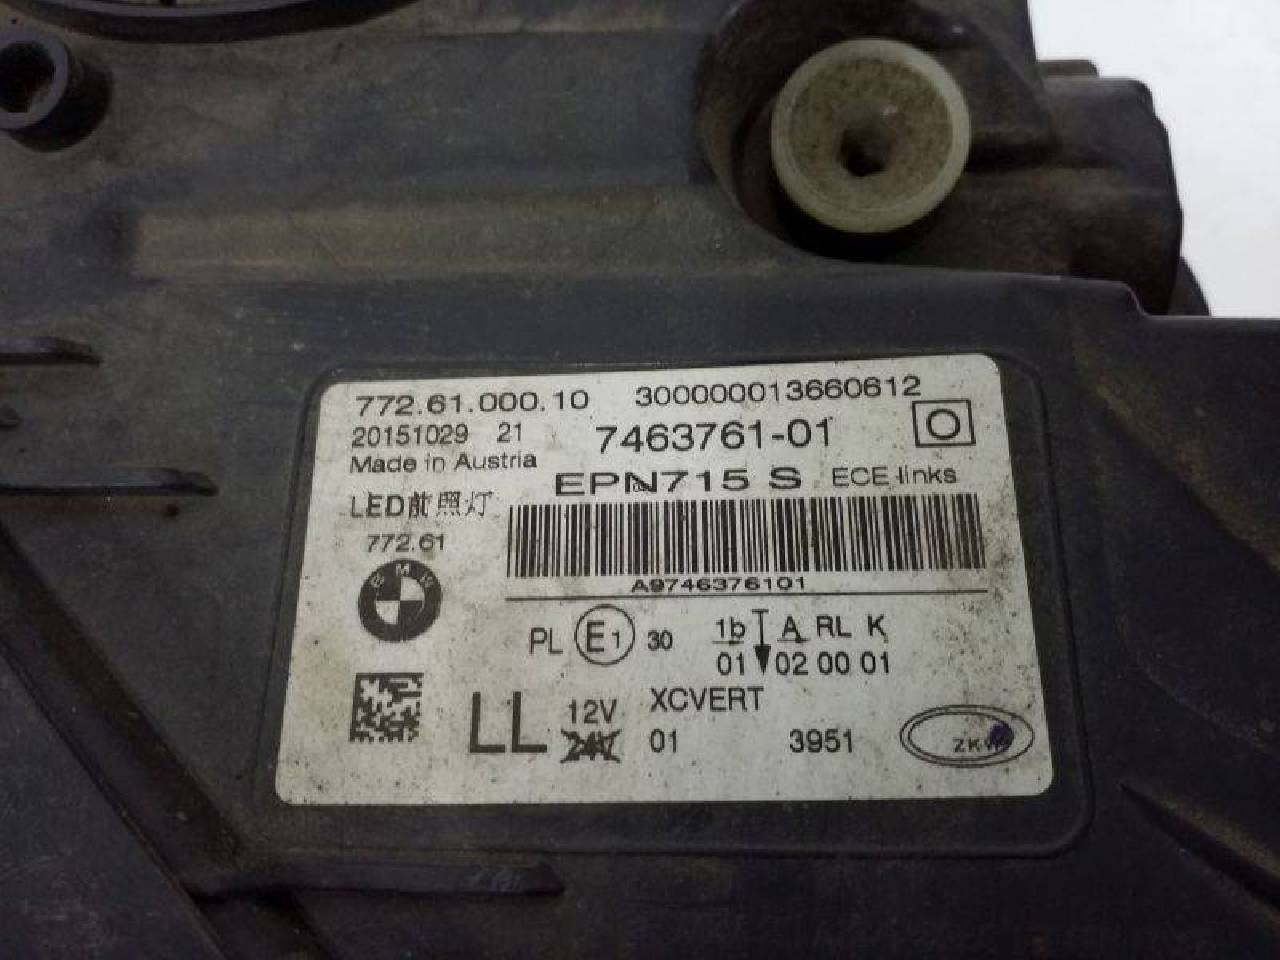 772.61.000.10 300000013660612
20151029 21 7463761-01
Made in Austria
EPN715 S ECE links
LED前照灯
772.61
A9746376101
BMW
PL E1 30 1b A RL K
01 02 00 01
LL 12V XCVERT
24V 01 3951
ZKW